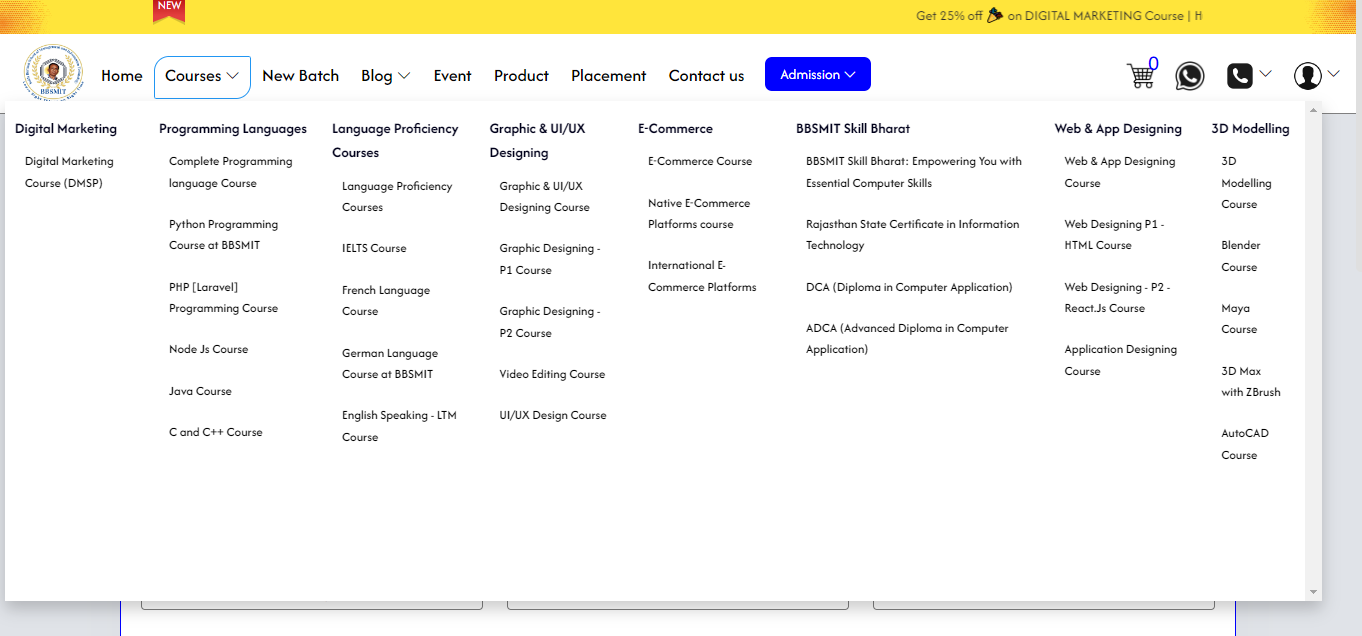 NEW
Get 25% off on DIGITAL MARKETING Course | H
BBSMIT
Home
Courses
New Batch
Blog
Event
Product
Placement
Contact us
Admission
0
Digital Marketing
Digital Marketing
Course (DMSP)
Programming Languages
Complete Programming
language Course
Python Programming
Course at BBSMIT
PHP [Laravel]
Programming Course
Node Js Course
Java Course
C and C++ Course
Language Proficiency
Courses
Language Proficiency
Courses
IELTS Course
French Language
Course
German Language
Course at BBSMIT
English Speaking - LTM
Course
Graphic & UI/UX
Designing
Graphic & UI/UX
Designing Course
Graphic Designing -
P1 Course
Graphic Designing -
P2 Course
Video Editing Course
UI/UX Design Course
E-Commerce
E-Commerce Course
Native E-Commerce
Platforms course
International E-
Commerce Platforms
BBSMIT Skill Bharat
BBSMIT Skill Bharat: Empowering You with
Essential Computer Skills
Rajasthan State Certificate in Information
Technology
DCA (Diploma in Computer Application)
ADCA (Advanced Diploma in Computer
Application)
Web & App Designing
Web & App Designing
Course
Web Designing P1 -
HTML Course
Web Designing - P2 -
React.Js Course
Application Designing
Course
3D Modelling
3D
Modelling
Course
Blender
Course
Maya
Course
3D Max
with ZBrush
AutoCAD
Course